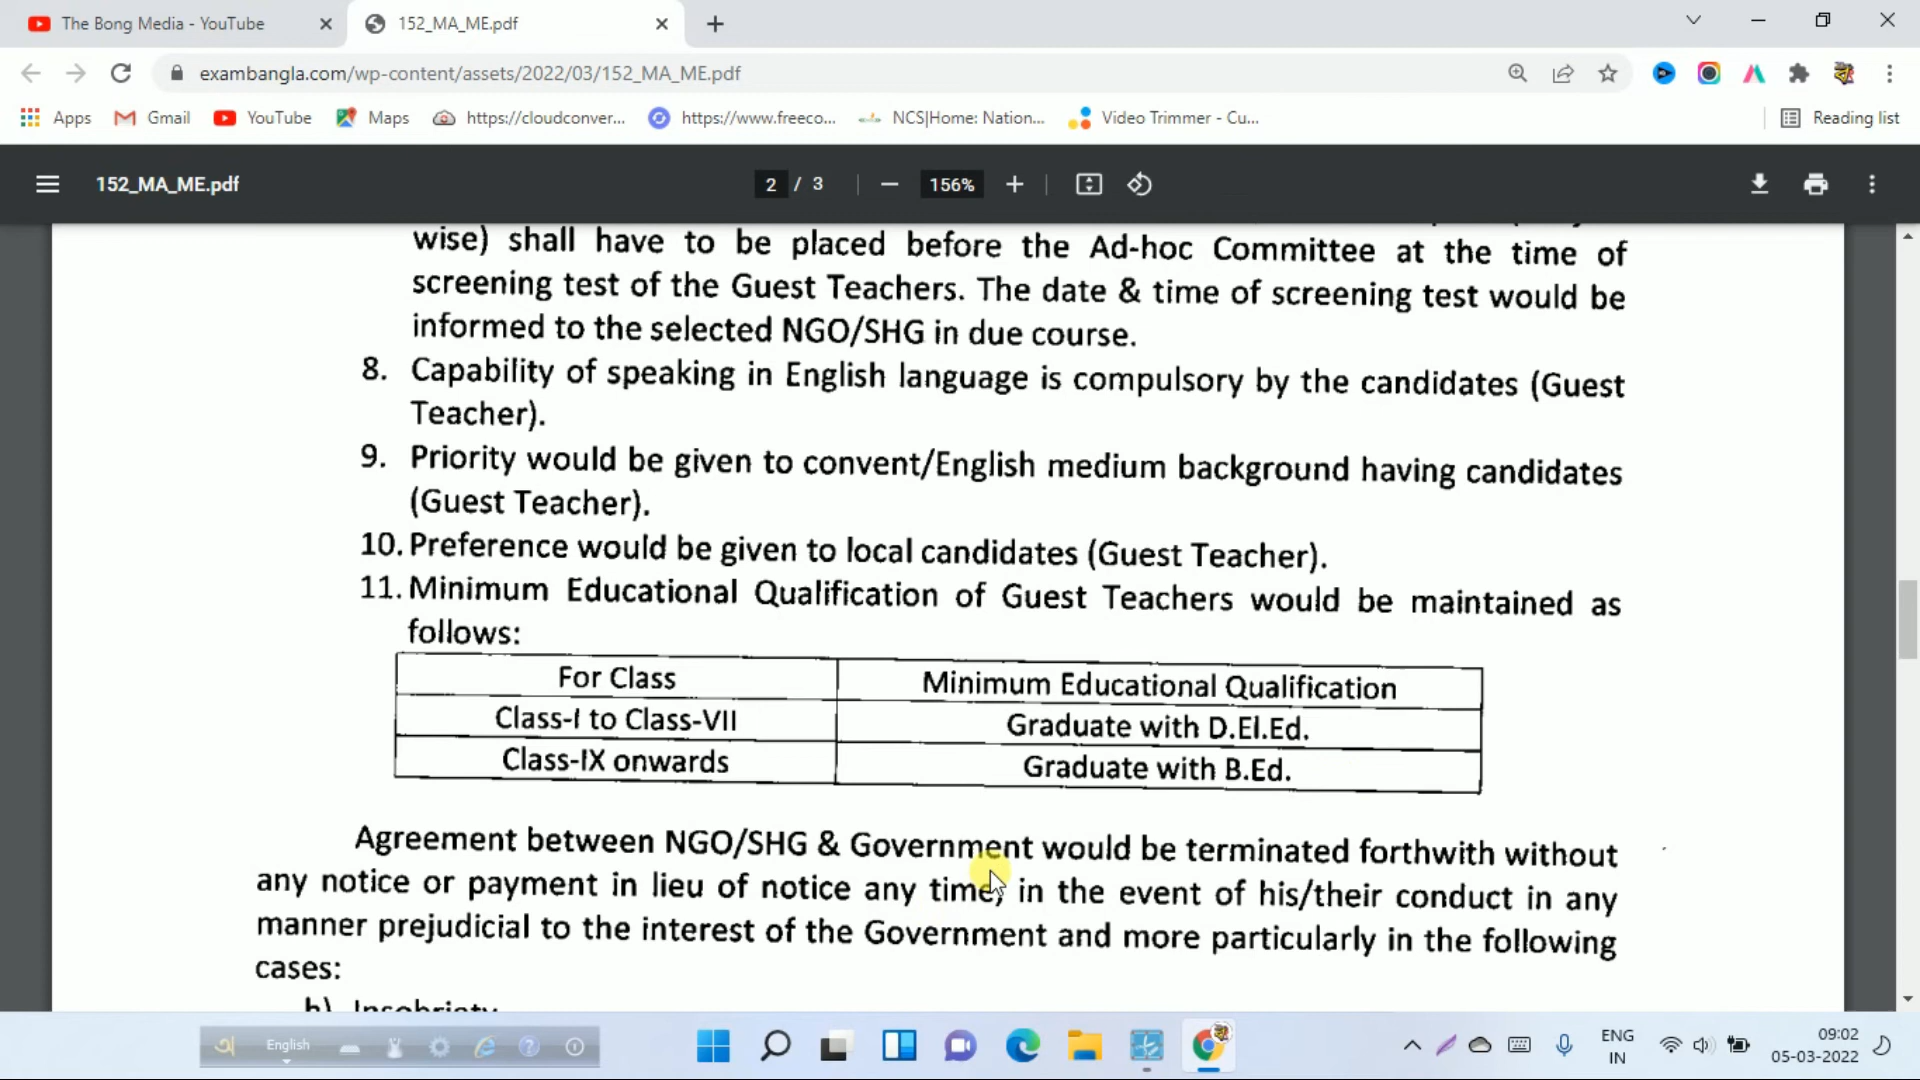 The Bong Media - YouTube
152_MA_ME.pdf
exambangla.com/wp-content/assets/2022/03/152_MA_ME.pdf
Apps
Gmail
YouTube
Maps
https://cloudconver...
https://www.freeco...
NCS|Home: Nation...
Video Trimmer - Cu...
Reading list
152_MA_ME.pdf
2 / 3
156%
wise) shall have to be placed before the Ad-hoc Committee at the time of
screening test of the Guest Teachers. The date & time of screening test would be
informed to the selected NGO/SHG in due course.
8. Capability of speaking in English language is compulsory by the candidates (Guest
Teacher).
9. Priority would be given to convent/English medium background having candidates
(Guest Teacher).
10. Preference would be given to local candidates (Guest Teacher).
11. Minimum Educational Qualification of Guest Teachers would be maintained as
follows:
For Class Minimum Educational Qualification
Class-I to Class-VII Graduate with D.El.Ed.
Class-IX onwards Graduate with B.Ed.
Agreement between NGO/SHG & Government would be terminated forthwith without
any notice or payment in lieu of notice any time, in the event of his/their conduct in any
manner prejudicial to the interest of the Government and more particularly in the following
cases:
h) Insobriety
অ English
ENG
IN
09:02
05-03-2022